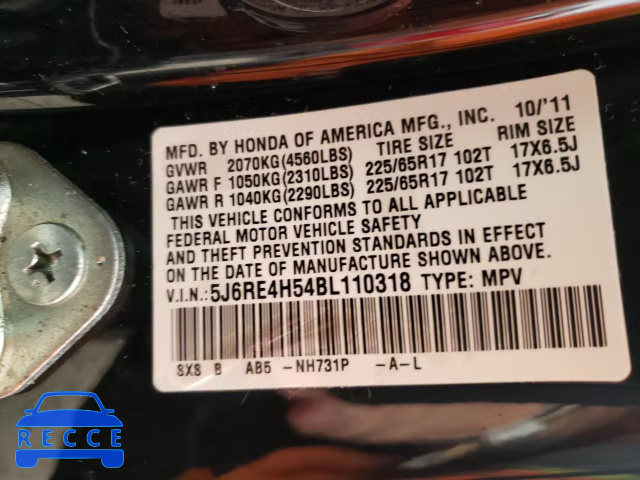 MFD. BY HONDA OF AMERICA MFG., INC. 10/'11
GVWR 2070KG(4560LBS) TIRE SIZE RIM SIZE
GAWR F 1050KG(2310LBS) 225/65R17 102T 17X6.5J
GAWR R 1040KG(2290LBS) 225/65R17 102T 17X6.5J
THIS VEHICLE CONFORMS TO ALL APPLICABLE
FEDERAL MOTOR VEHICLE SAFETY
AND THEFT PREVENTION STANDARDS IN EFFECT
ON THE DATE OF MANUFACTURE SHOWN ABOVE.
V.I.N.: 5J6RE4H54BL110318 TYPE: MPV
SXS B AB5 -NH731P -A-L
RECCE